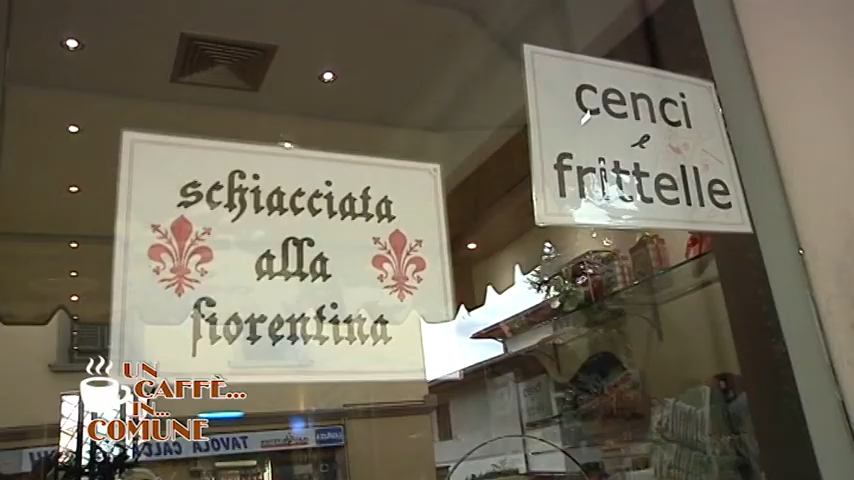 cenci
e
frittelle
schiacciata
alla
fiorentina
UN
CAFFÈ...
IN...
COMUNE
TAVOLA CALDA